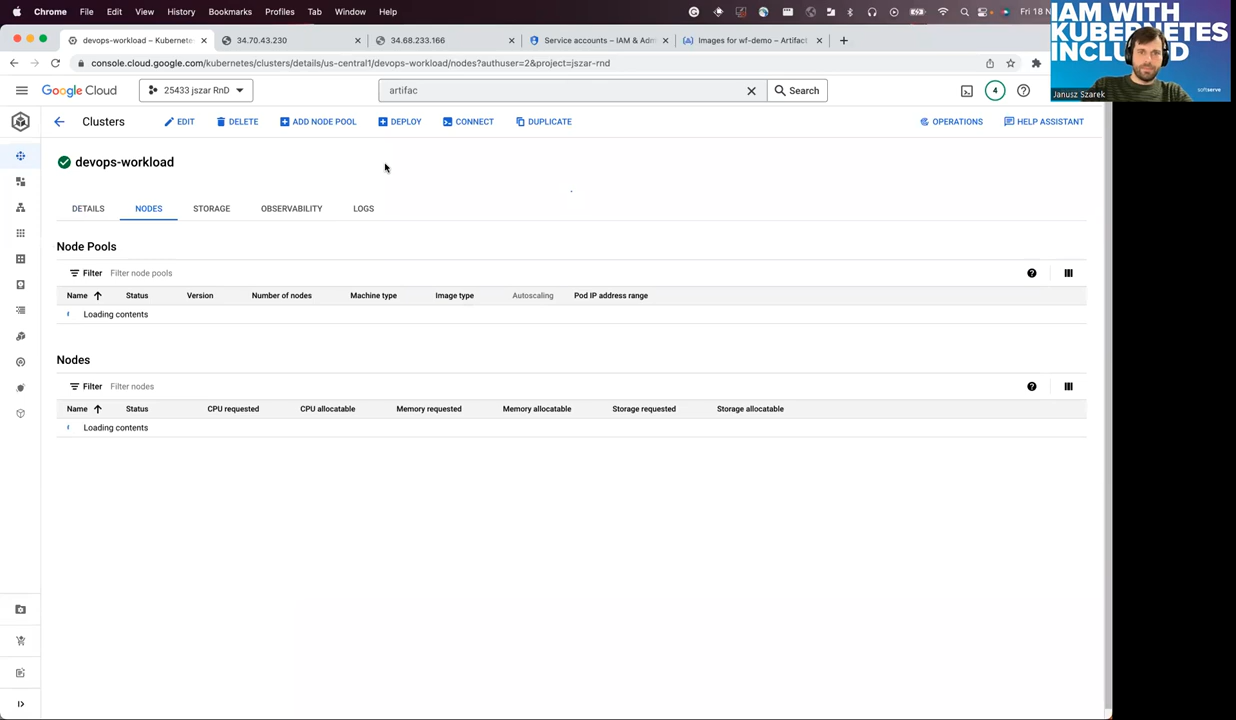 Chrome File Edit View History Bookmarks Profiles Tab Window Help Fri 18 N
devops-workload – Kubernete 34.70.43.230 34.68.233.166 Service accounts – IAM & Adm Images for wf-demo – Artifact
console.cloud.google.com/kubernetes/clusters/details/us-central1/devops-workload/nodes?authuser=2&project=jszar-rnd
IAM WITH
KUBERNETES
INCLUDED
softserve
Janusz Szarek
Google Cloud 25433 jszar RnD artifac Search 4
Clusters EDIT DELETE ADD NODE POOL DEPLOY CONNECT DUPLICATE OPERATIONS HELP ASSISTANT
devops-workload
DETAILS NODES STORAGE OBSERVABILITY LOGS
Node Pools
Filter Filter node pools
Name Status Version Number of nodes Machine type Image type Autoscaling Pod IP address range
Loading contents
Nodes
Filter Filter nodes
Name Status CPU requested CPU allocatable Memory requested Memory allocatable Storage requested Storage allocatable
Loading contents